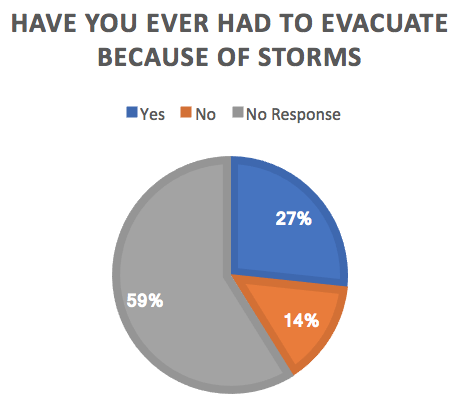 HAVE YOU EVER HAD TO EVACUATE
BECAUSE OF STORMS
Yes No No Response
27%
14%
59%